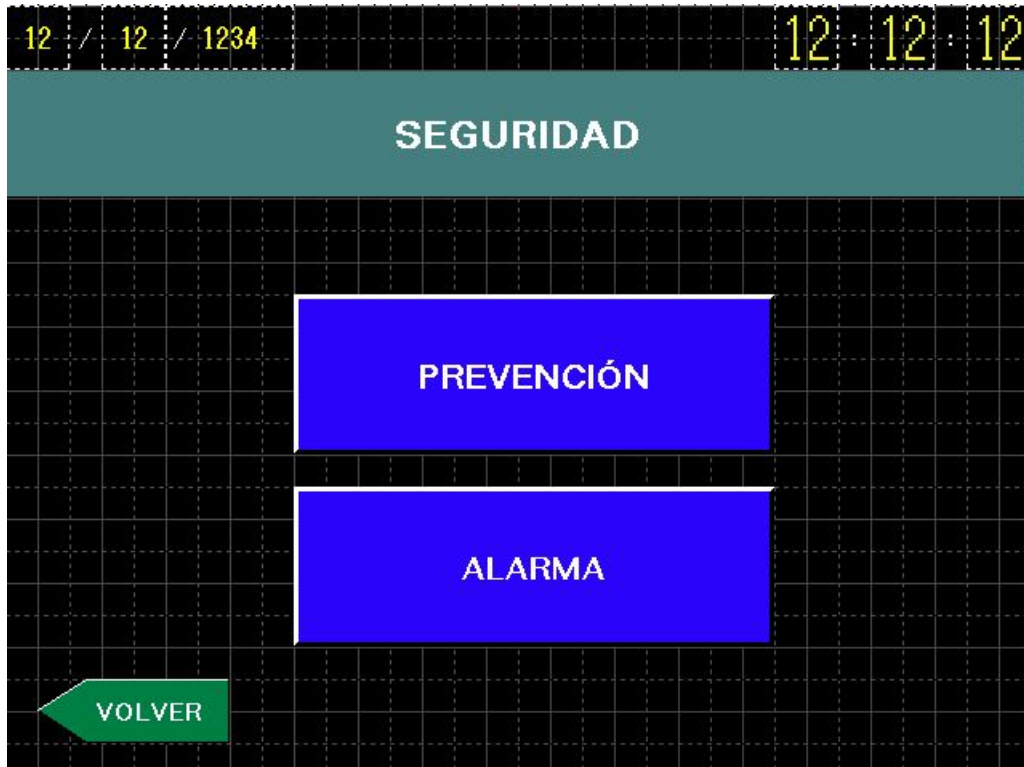 12 / 12 / 1234 12 : 12 : 12
SEGURIDAD
PREVENCIÓN
ALARMA
VOLVER